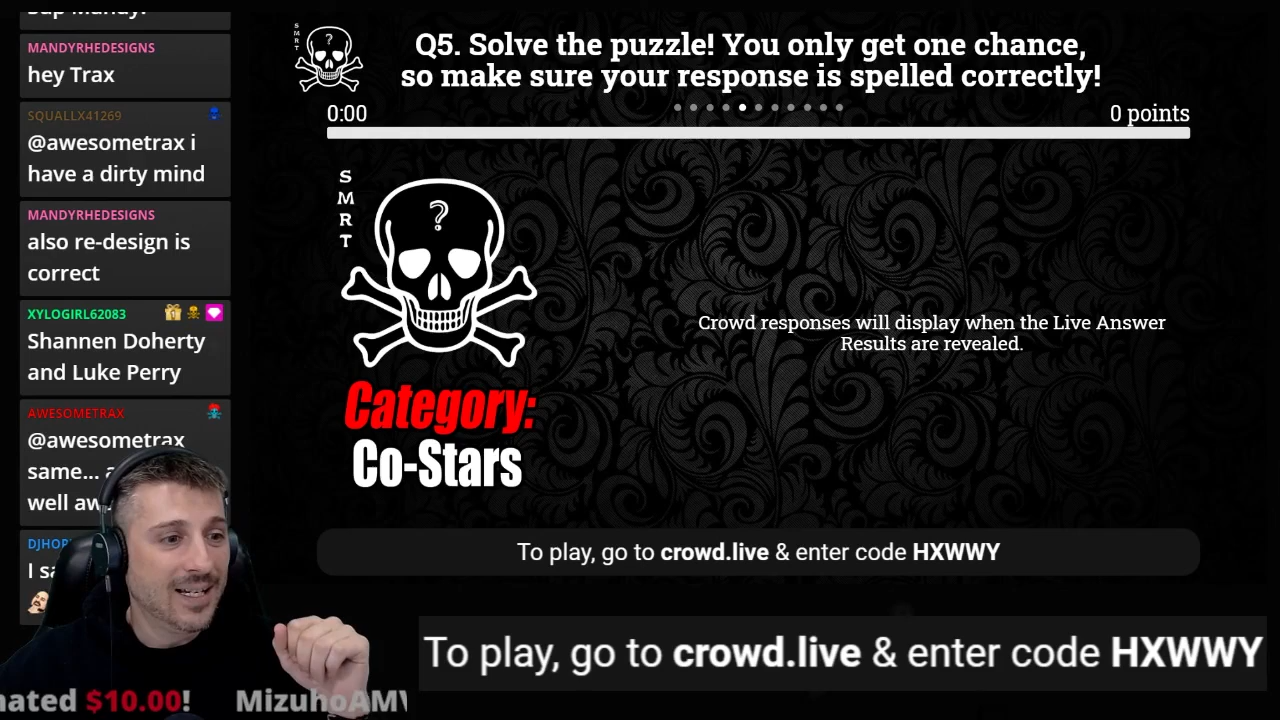 Sup Mandy!
MANDYRHEDESIGNS
hey Trax
SQUALLX41269
@awesometrax i
have a dirty mind
MANDYRHEDESIGNS
also re-design is
correct
XYLOGIRL62083
Shannen Doherty
and Luke Perry
AWESOMETRAX
@awesometrax
same...
well
I
S
M
R
T
?
Q5. Solve the puzzle! You only get one chance,
so make sure your response is spelled correctly!
0:00
0 points
S
M
R
T
?
Category:
Co-Stars
Crowd responses will display when the Live Answer
Results are revealed.
To play, go to crowd.live & enter code HXWWY
To play, go to crowd.live & enter code HXWWY
nated $10.00! MizuhoAMV